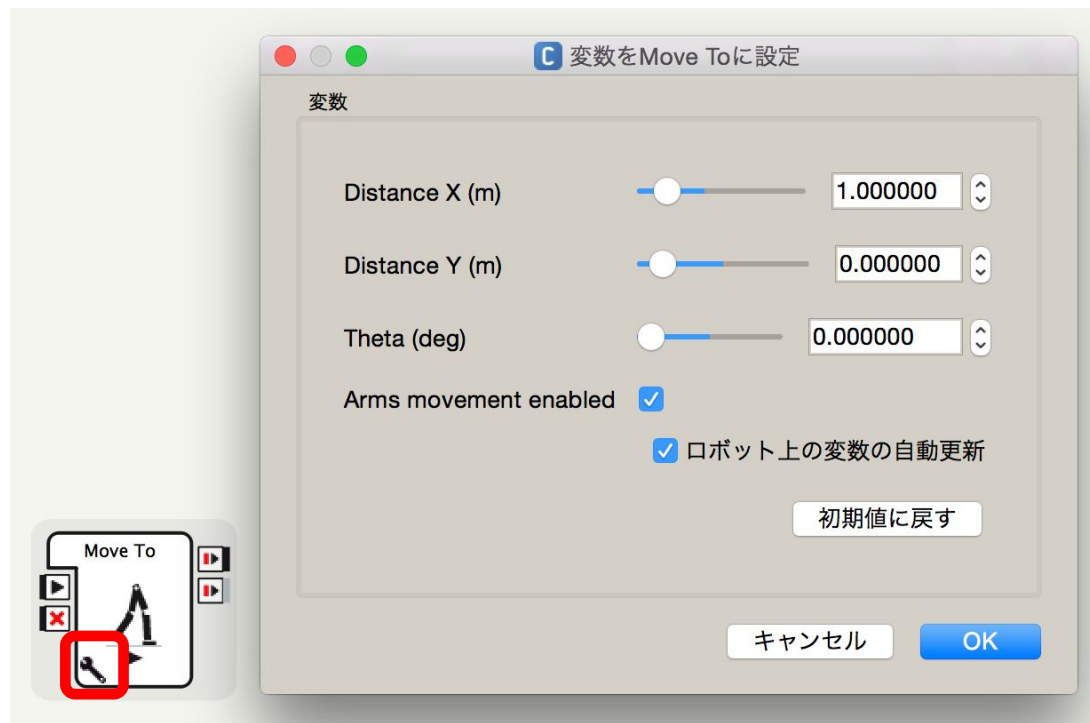 変数をMove Toに設定
変数
Distance X (m) 1.000000
Distance Y (m) 0.000000
Theta (deg) 0.000000
Arms movement enabled
ロボット上の変数の自動更新
初期値に戻す
キャンセル OK
Move To